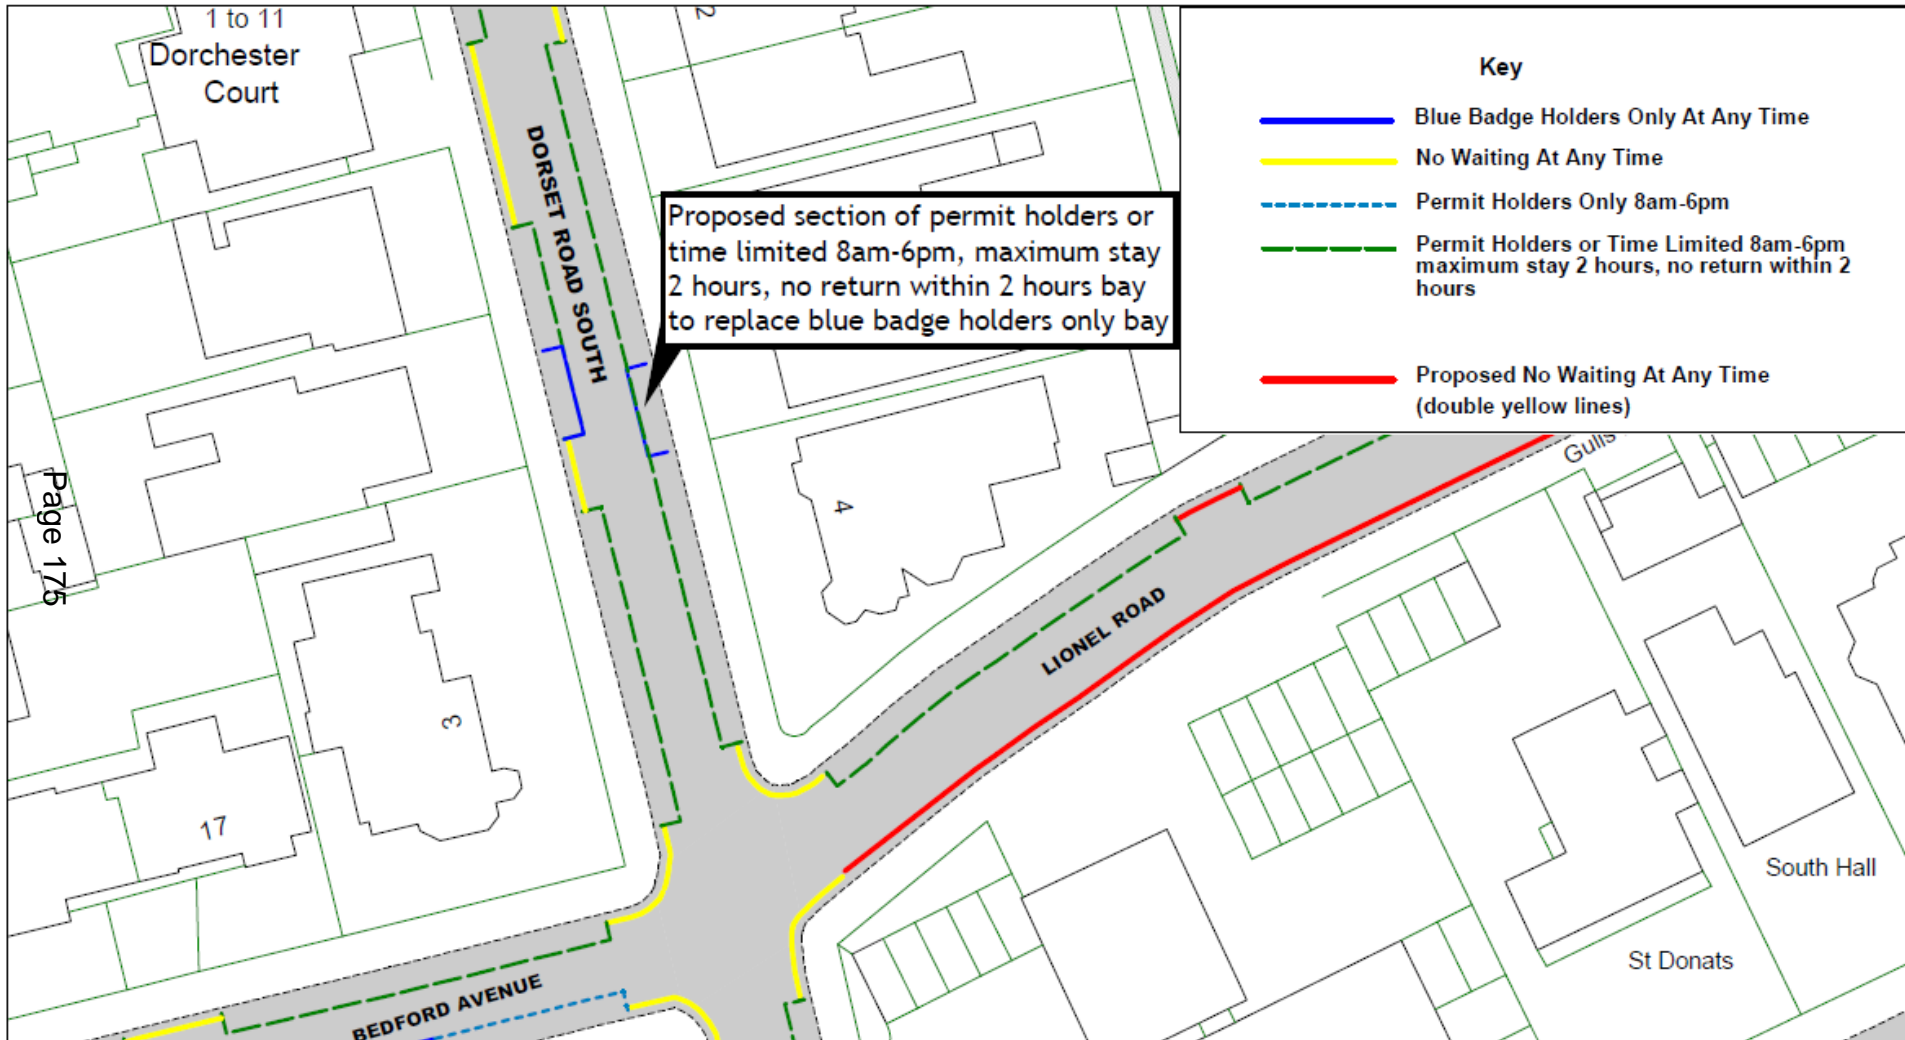 1 to 11
Dorchester
Court
2
Key
Blue Badge Holders Only At Any Time
No Waiting At Any Time
Permit Holders Only 8am-6pm
Permit Holders or Time Limited 8am-6pm
maximum stay 2 hours, no return within 2
hours
Proposed No Waiting At Any Time
(double yellow lines)
DORSET ROAD SOUTH
Proposed section of permit holders or
time limited 8am-6pm, maximum stay
2 hours, no return within 2 hours bay
to replace blue badge holders only bay
Gulls
Page 175
4
LIONEL ROAD
3
17
South Hall
St Donats
BEDFORD AVENUE